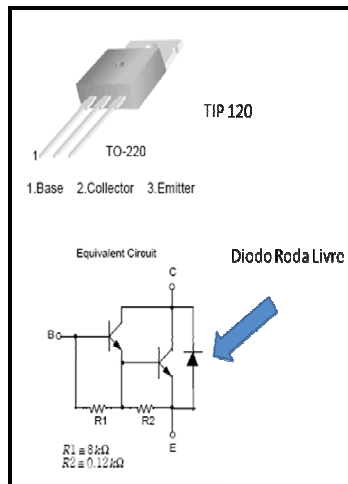 TIP 120
1
TO-220
1.Base 2.Collector 3.Emitter
Equivalent Circuit
Diodo Roda Livre
C
B
R1 R2
E
R1 ≅ 8kΩ
R2 ≅ 0.12kΩ